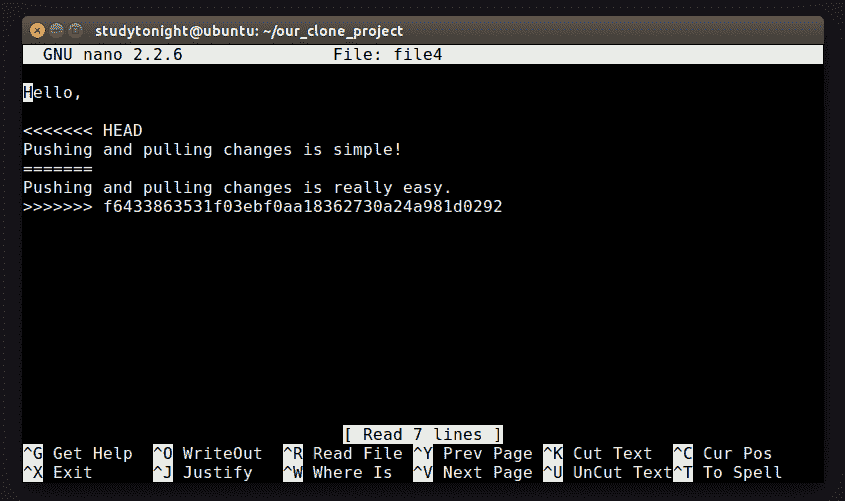 studytonight@ubuntu: ~/our_clone_project
GNU nano 2.2.6 File: file4
Hello,
<<<<<<< HEAD
Pushing and pulling changes is simple!
=======
Pushing and pulling changes is really easy.
>>>>>>> f6433863531f03ebf0aa18362730a24a981d0292
[ Read 7 lines ]
^G Get Help ^O WriteOut ^R Read File ^Y Prev Page ^K Cut Text ^C Cur Pos
^X Exit ^J Justify ^W Where Is ^V Next Page ^U UnCut Text^T To Spell